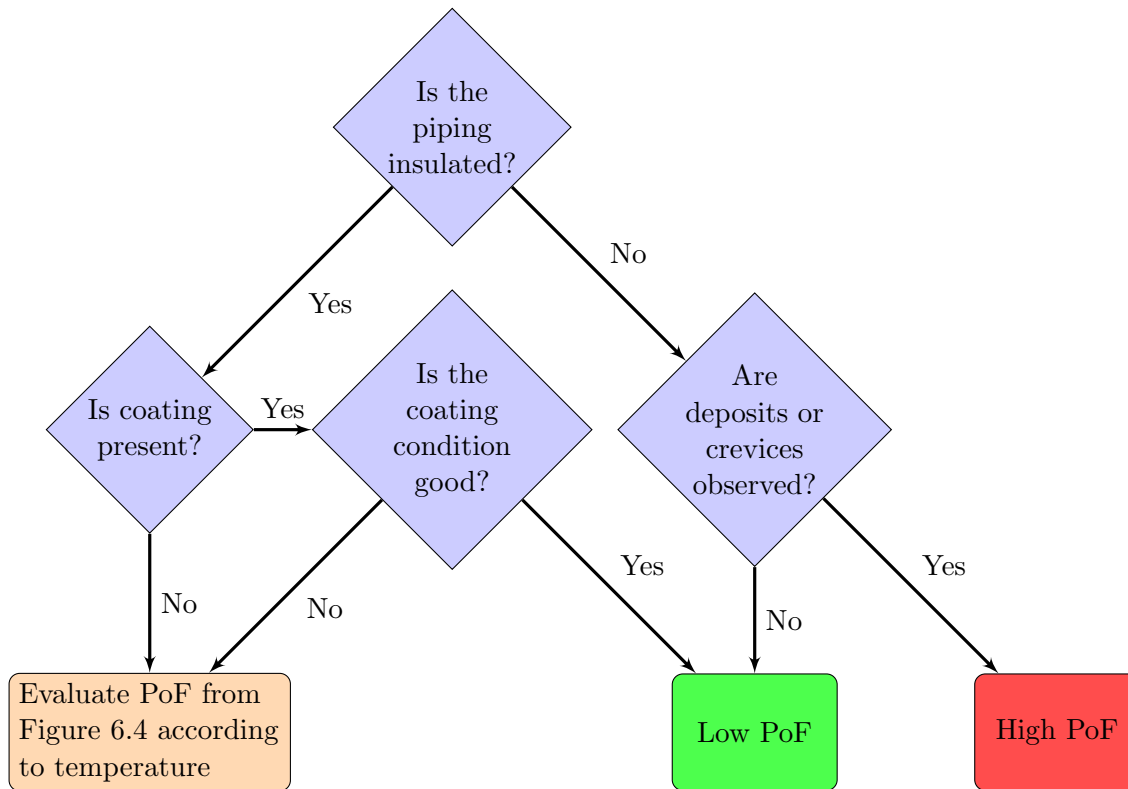 Is the
piping
insulated?
No
Yes
Is coating
present?
Yes
Is the
coating
condition
good?
Are
deposits or
crevices
observed?
No
No
Yes
No
Yes
Evaluate PoF from
Figure 6.4 according
to temperature
Low PoF
High PoF